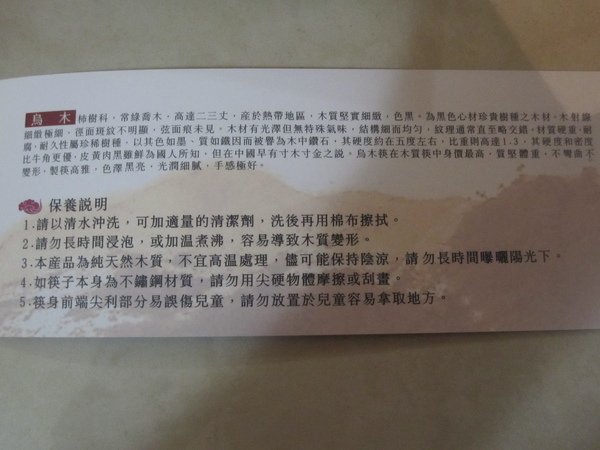 烏木 柿樹科，常綠喬木，高達二三丈，産於熱帶地區，木質堅實細緻，色黑。為黑色心材珍貴樹種之木材。木射線
細緻極細，徑面斑紋不明顯，弦面痕未見。木材有光澤但無特殊氣味，結構細而均勻，紋理通常直至略交錯，材質硬重，耐
腐，耐久性屬珍稀樹種，以其色如墨、質如鐵因而被譽為木中鑽石，其硬度約在五度左右，比重則高達1.3，其硬度和密度
比牛角更優，皮黃肉黑雖鮮為國人所知，但在中國早有寸木寸金之説。烏木筷在木質筷中身價最高，質堅體重，不彎曲不
變形，製筷高雅，色澤黑亮，光潤細膩，手感極好。
保養説明
1.請以清水沖洗，可加適量的清潔劑，洗後再用棉布擦拭。
2.請勿長時間浸泡，或加溫煮沸，容易導致木質變形。
3.本産品為純天然木質，不宜高溫處理，儘可能保持陰涼，請勿長時間曝曬陽光下。
4.如筷子本身為不鏽鋼材質，請勿用尖硬物體摩擦或刮畫。
5.筷身前端尖利部分易誤傷兒童，請勿放置於兒童容易拿取地方。